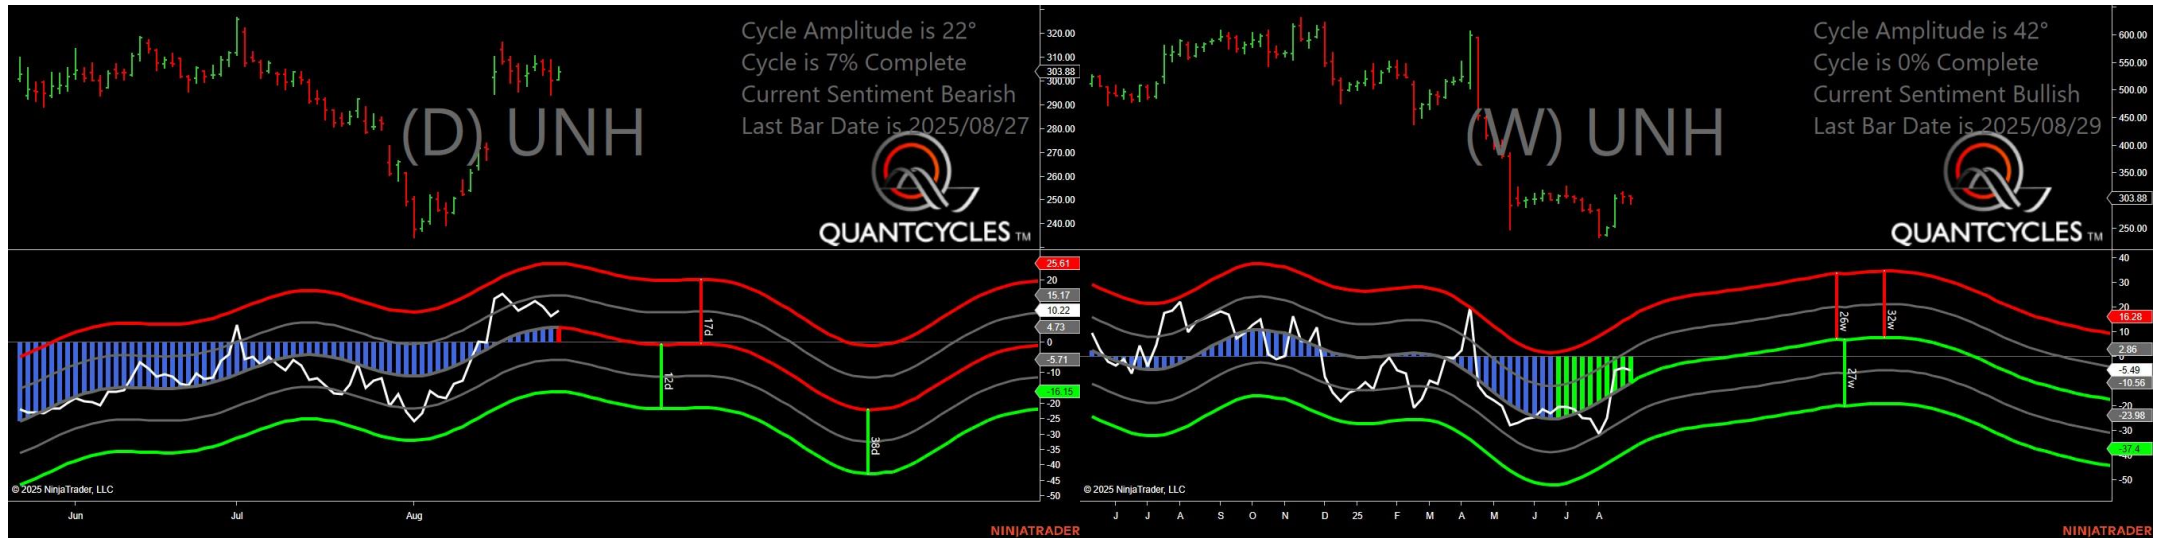 Cycle Amplitude is 22°
Cycle is 7% Complete
Current Sentiment Bearish
Last Bar Date is 2025/08/27
(D) UNH
QUANTCYCLES TM
320.00
310.00
303.88
300.00
290.00
280.00
270.00
260.00
250.00
240.00
25.61
20
15.17
10.22
4.73
0
-5.71
-10
-16.15
-20
-25
-30
-35
-40
-45
-50
17d
12d
38d
© 2025 NinjaTrader, LLC
Jun Jul Aug
NINJATRADER
Cycle Amplitude is 42°
Cycle is 0% Complete
Current Sentiment Bullish
Last Bar Date is 2025/08/29
(W) UNH
QUANTCYCLES TM
600.00
550.00
500.00
450.00
400.00
350.00
303.88
250.00
40
30
20
16.28
10
2.86
-5.49
-10.56
-20
-23.98
-30
-37.4
-50
26w
32w
27w
© 2025 NinjaTrader, LLC
J J A S O N D 25 F M A M J J A
NINJATRADER